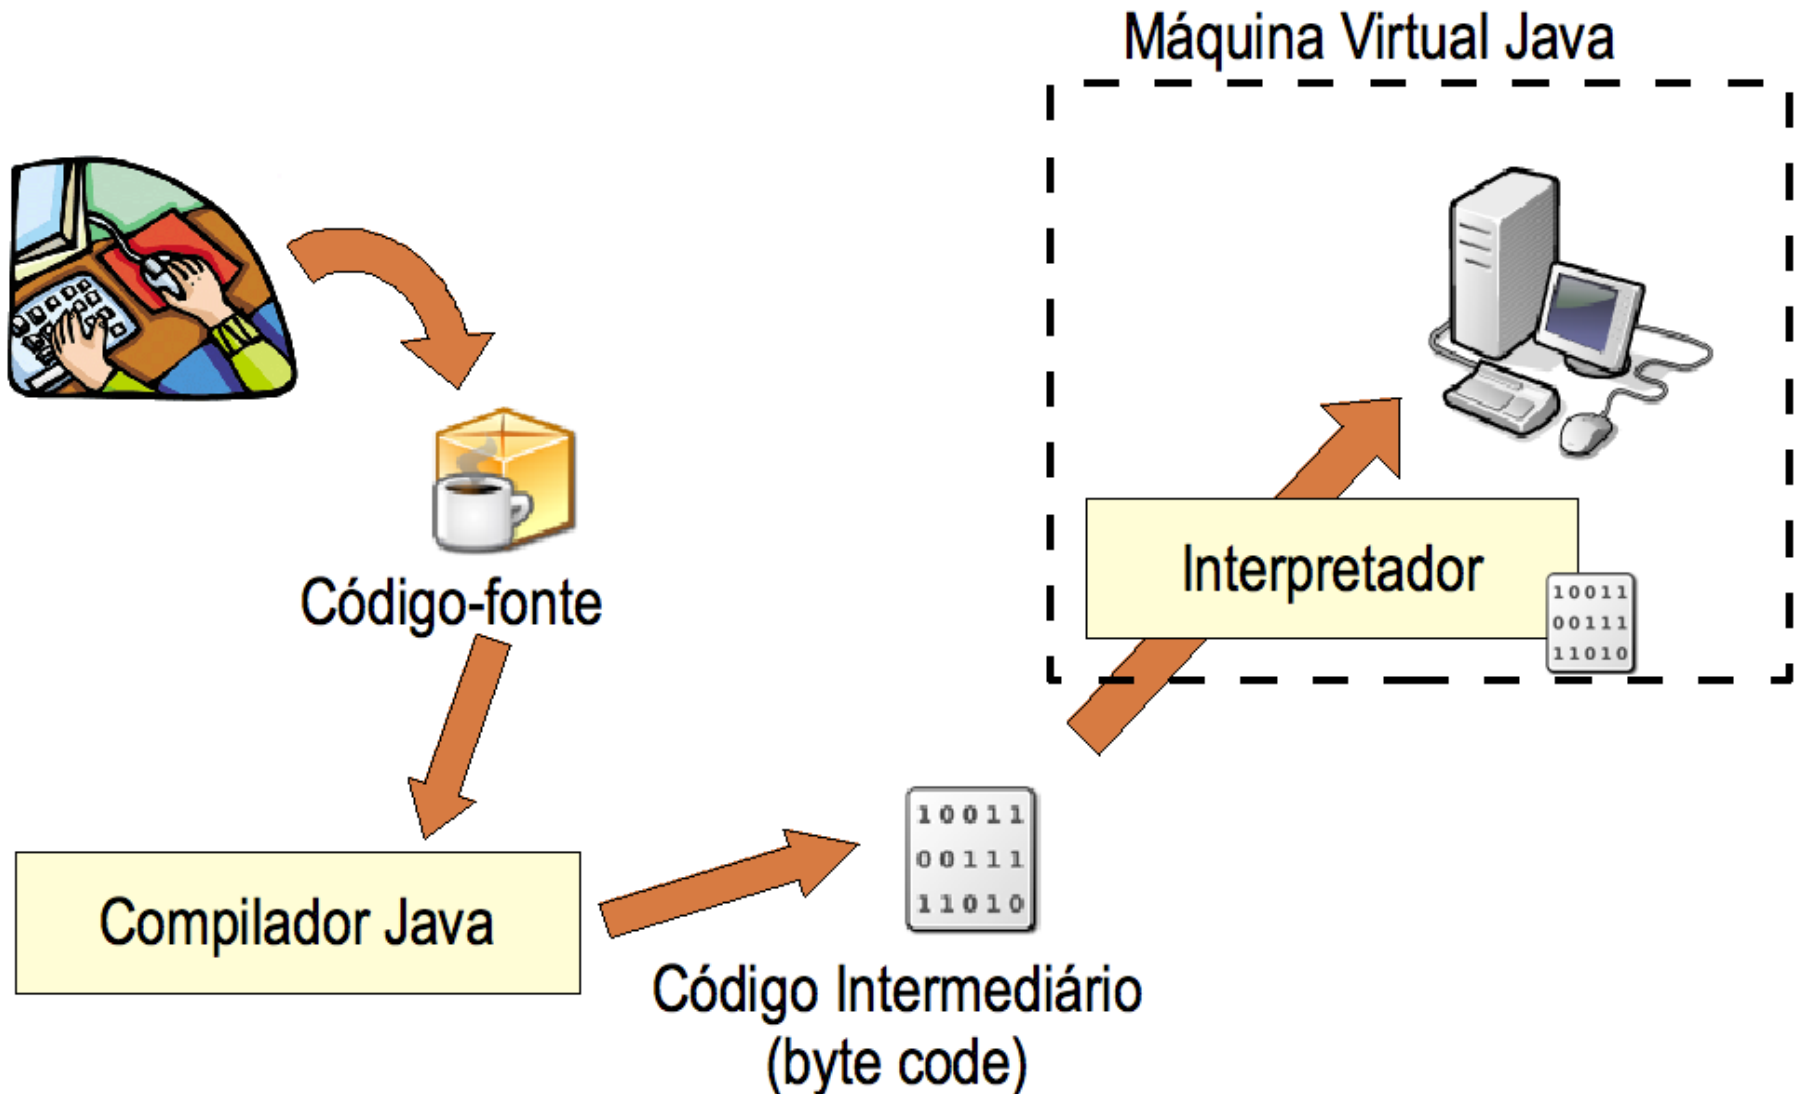 Máquina Virtual Java
Código-fonte
Interpretador
10011
00111
11010
Compilador Java
10011
00111
11010
Código Intermediário
(byte code)